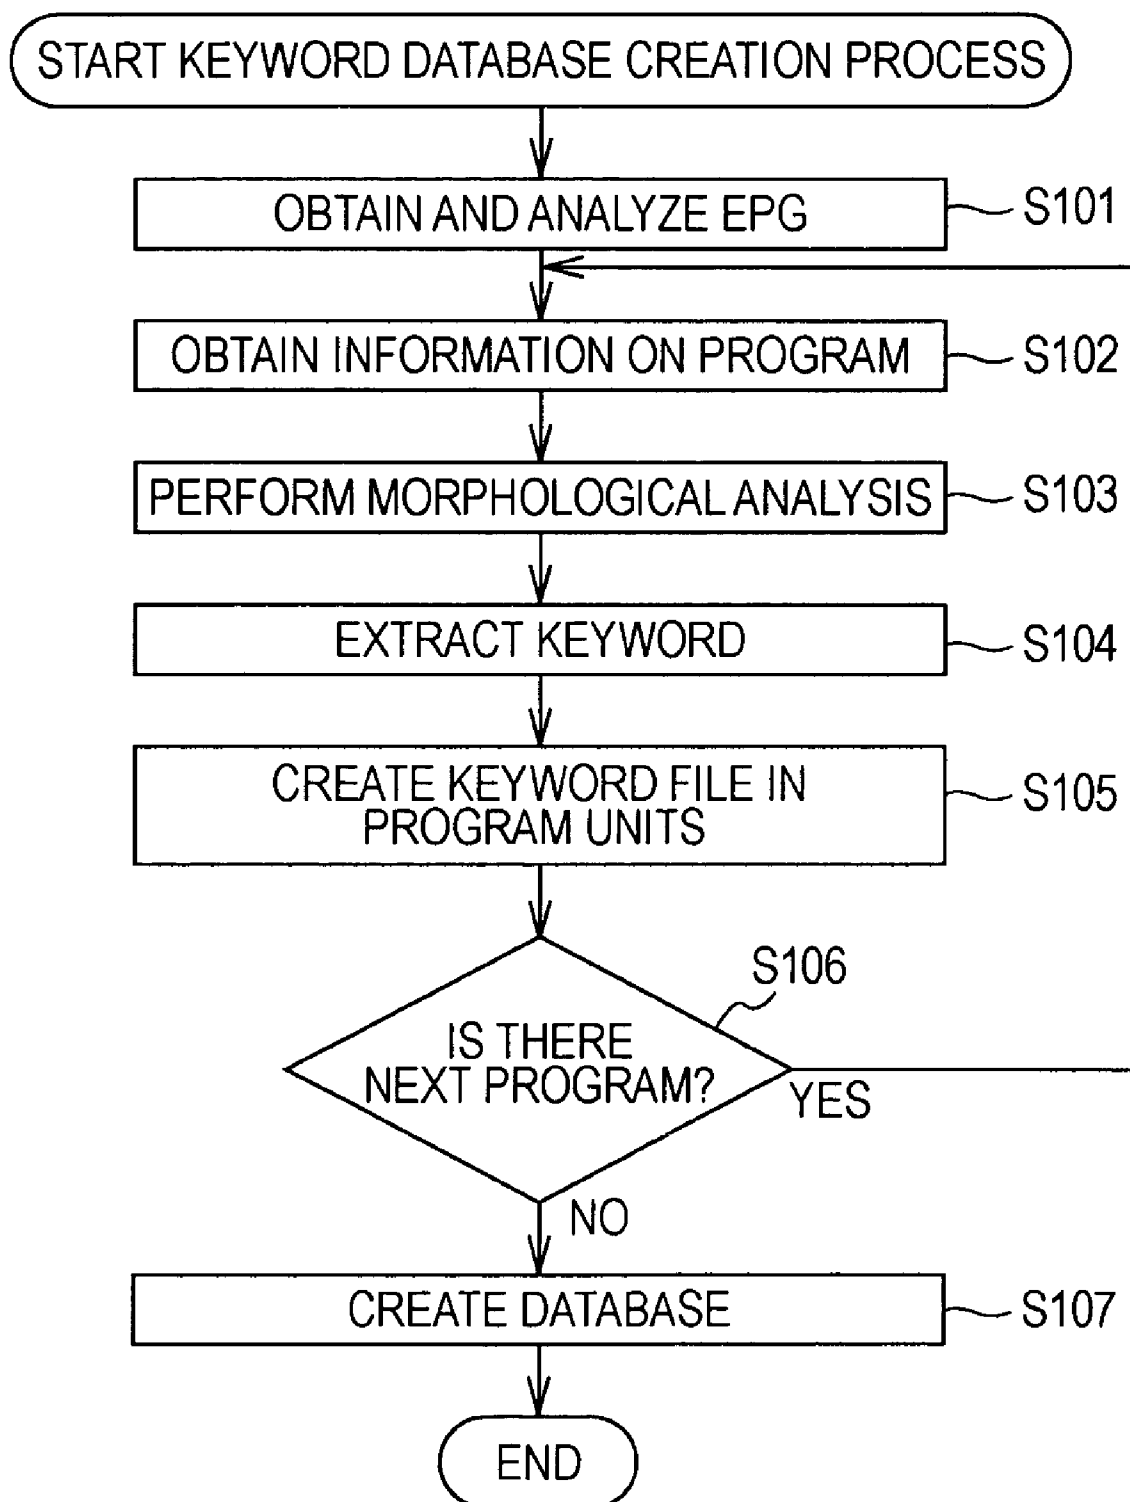 START KEYWORD DATABASE CREATION PROCESS
OBTAIN AND ANALYZE EPG
S101
OBTAIN INFORMATION ON PROGRAM
S102
PERFORM MORPHOLOGICAL ANALYSIS
S103
EXTRACT KEYWORD
S104
CREATE KEYWORD FILE IN
PROGRAM UNITS
S105
S106
IS THERE
NEXT PROGRAM?
YES
NO
CREATE DATABASE
S107
END